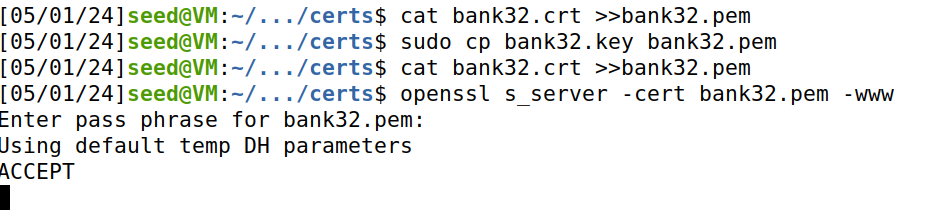 [05/01/24]seed@VM:~/.../certs$ cat bank32.crt >>bank32.pem
[05/01/24]seed@VM:~/.../certs$ sudo cp bank32.key bank32.pem
[05/01/24]seed@VM:~/.../certs$ cat bank32.crt >>bank32.pem
[05/01/24]seed@VM:~/.../certs$ openssl s_server -cert bank32.pem -www
Enter pass phrase for bank32.pem:
Using default temp DH parameters
ACCEPT